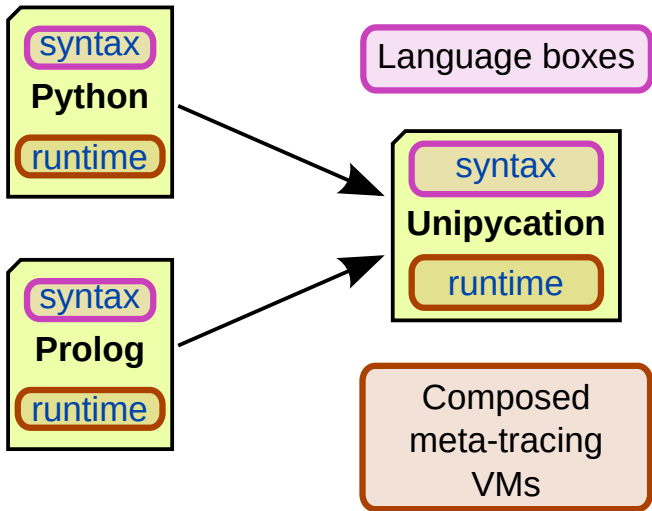 syntax
Python
runtime
Language boxes
syntax
Unipycation
runtime
syntax
Prolog
runtime
Composed
meta-tracing
VMs